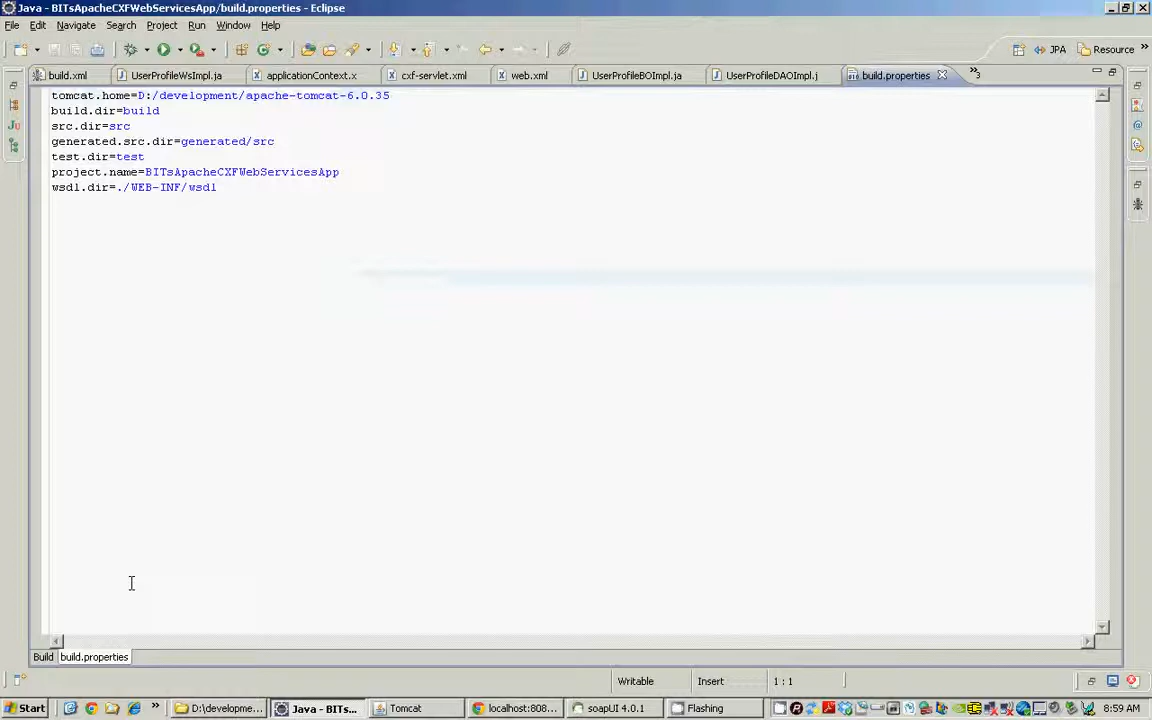 Java - BITsApacheCXFWebServicesApp/build.properties - Eclipse
File Edit Navigate Search Project Run Window Help
JPA Resource »
build.xml UserProfileWsImpl.ja applicationContext.x cxf-servlet.xml web.xml UserProfileBOImpl.ja UserProfileDAOImpl.j build.properties »3
tomcat.home=D:/development/apache-tomcat-6.0.35
build.dir=build
src.dir=src
generated.src.dir=generated/src
test.dir=test
project.name=BITsApacheCXFWebServicesApp
wsdl.dir=./WEB-INF/wsdl
Build build.properties
Writable Insert 1 : 1
Start » D:\developme... Java - BITs... Tomcat localhost:808... soapUI 4.0.1 Flashing 8:59 AM